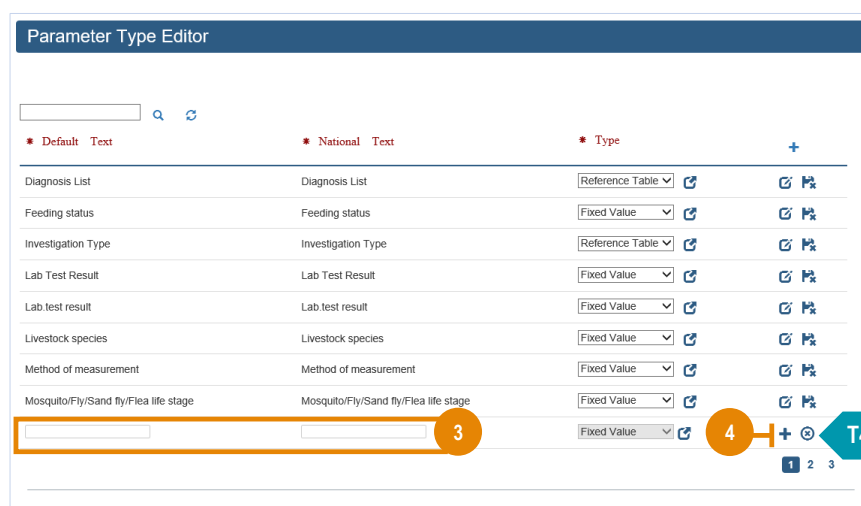 Parameter Type Editor
* Default Text * National Text * Type +
Diagnosis List Diagnosis List Reference Table
Feeding status Feeding status Fixed Value
Investigation Type Investigation Type Reference Table
Lab Test Result Lab Test Result Fixed Value
Lab.test result Lab.test result Fixed Value
Livestock species Livestock species Fixed Value
Method of measurement Method of measurement Fixed Value
Mosquito/Fly/Sand fly/Flea life stage Mosquito/Fly/Sand fly/Flea life stage Fixed Value
3 Fixed Value 4 +
1 2 3